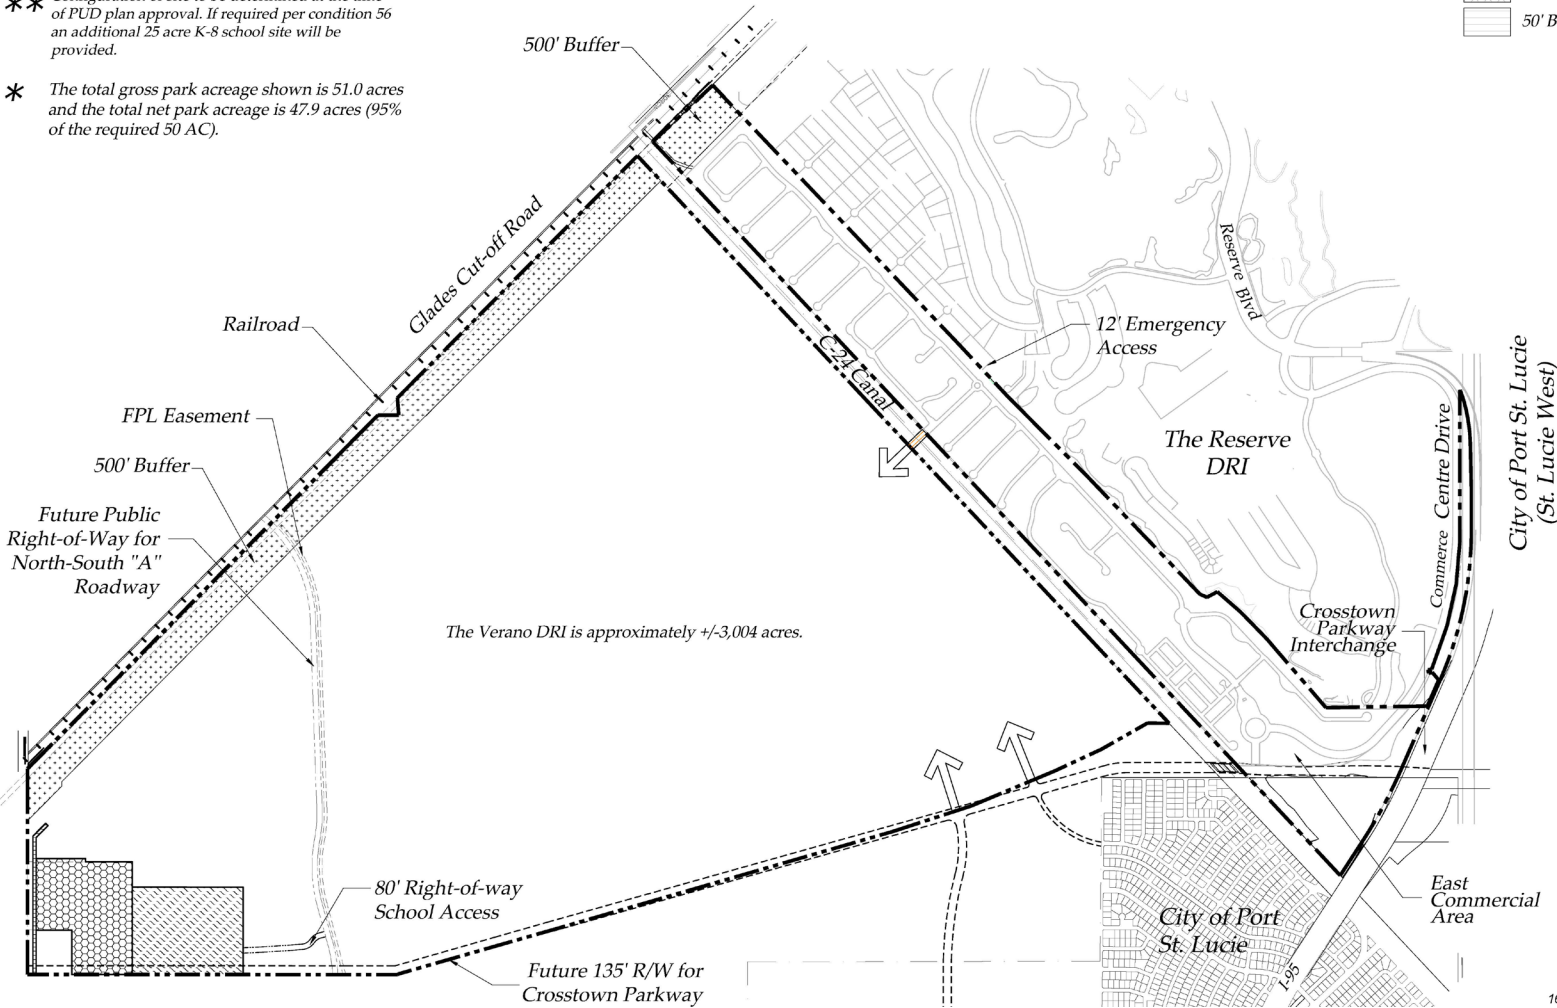 **
of PUD plan approval. If required per condition 56
an additional 25 acre K-8 school site will be
provided.
*
The total gross park acreage shown is 51.0 acres
and the total net park acreage is 47.9 acres (95%
of the required 50 AC).
500' Buffer
50' B
Glades Cut-off Road
Railroad
FPL Easement
500' Buffer
Future Public
Right-of-Way for
North-South "A"
Roadway
C-24 Canal
12' Emergency
Access
Reserve Blvd
The Reserve
DRI
Commerce Centre Drive
City of Port St. Lucie
(St. Lucie West)
Crosstown
Parkway
Interchange
The Verano DRI is approximately +/-3,004 acres.
80' Right-of-way
School Access
Future 135' R/W for
Crosstown Parkway
City of Port
St. Lucie
I-95
East
Commercial
Area